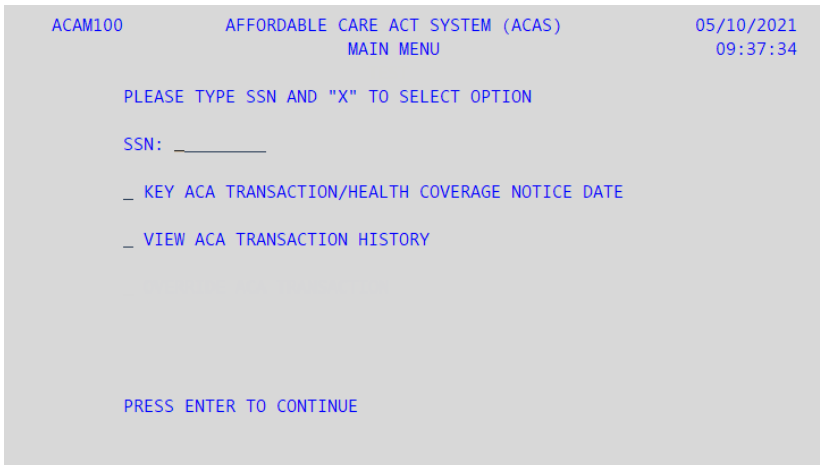 ACAM100 AFFORDABLE CARE ACT SYSTEM (ACAS) 05/10/2021
MAIN MENU 09:37:34
PLEASE TYPE SSN AND "X" TO SELECT OPTION
SSN: _________
_ KEY ACA TRANSACTION/HEALTH COVERAGE NOTICE DATE
_ VIEW ACA TRANSACTION HISTORY
PRESS ENTER TO CONTINUE